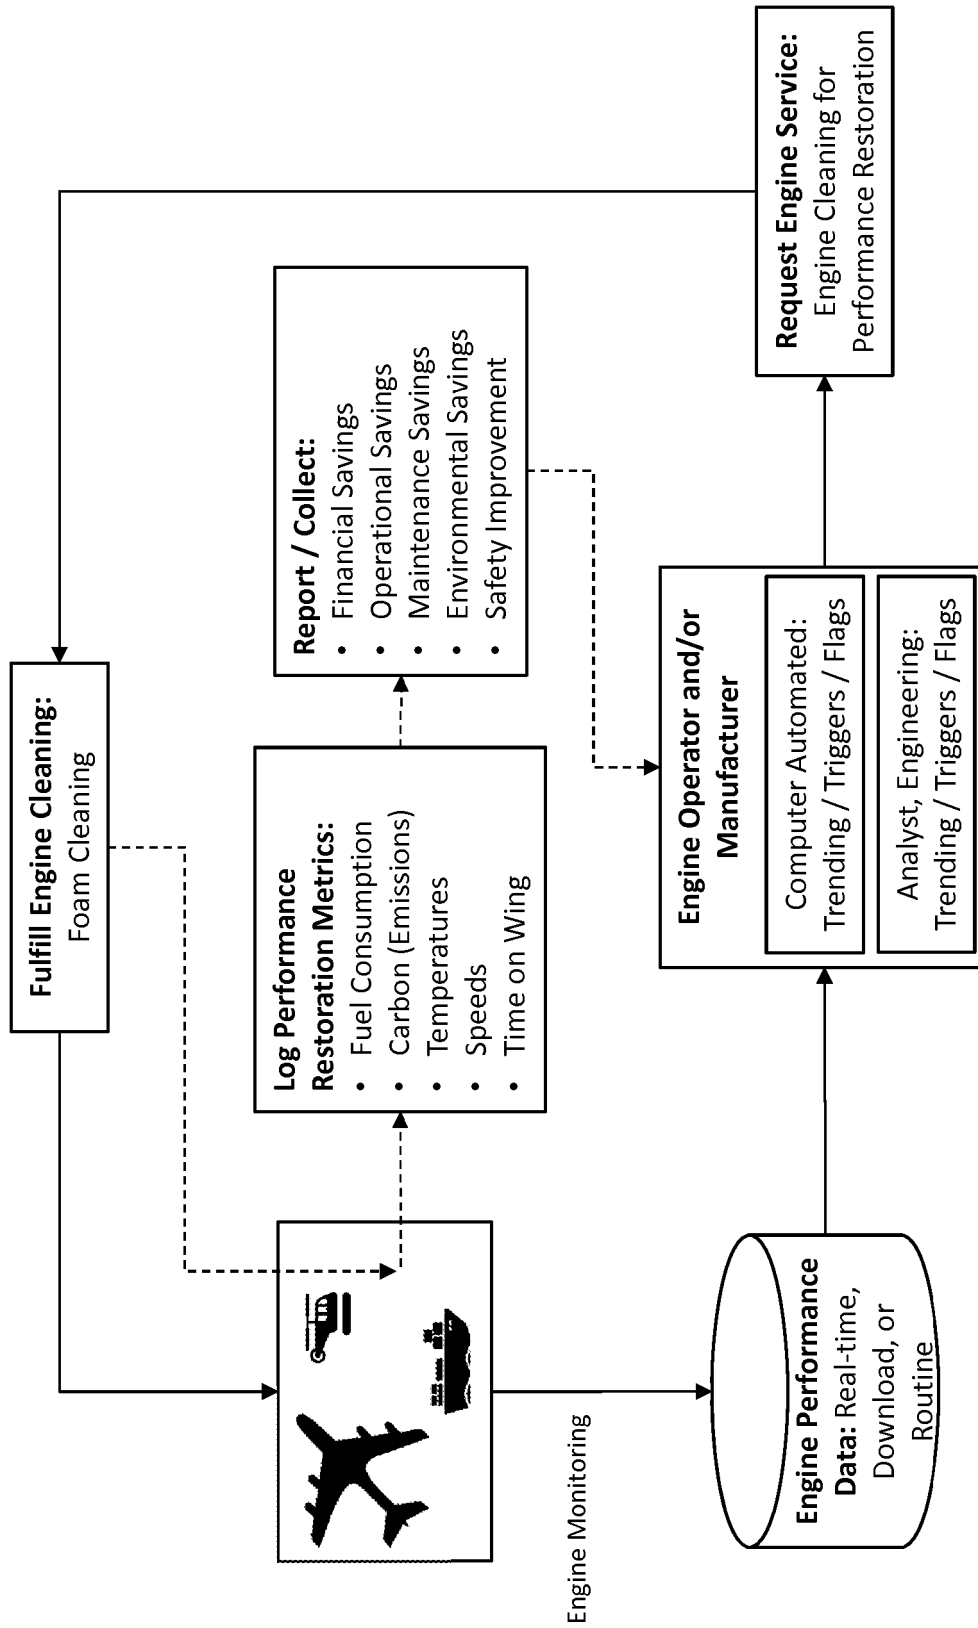 Fulfill Engine Cleaning:
Foam Cleaning
Log Performance
Restoration Metrics:
• Fuel Consumption
• Carbon (Emissions)
• Temperatures
• Speeds
• Time on Wing
Report / Collect:
• Financial Savings
• Operational Savings
• Maintenance Savings
• Environmental Savings
• Safety Improvement
Engine Monitoring
Engine Performance
Data: Real-time,
Download, or
Routine
Engine Operator and/or
Manufacturer
Computer Automated:
Trending / Triggers / Flags
Analyst, Engineering:
Trending / Triggers / Flags
Request Engine Service:
Engine Cleaning for
Performance Restoration